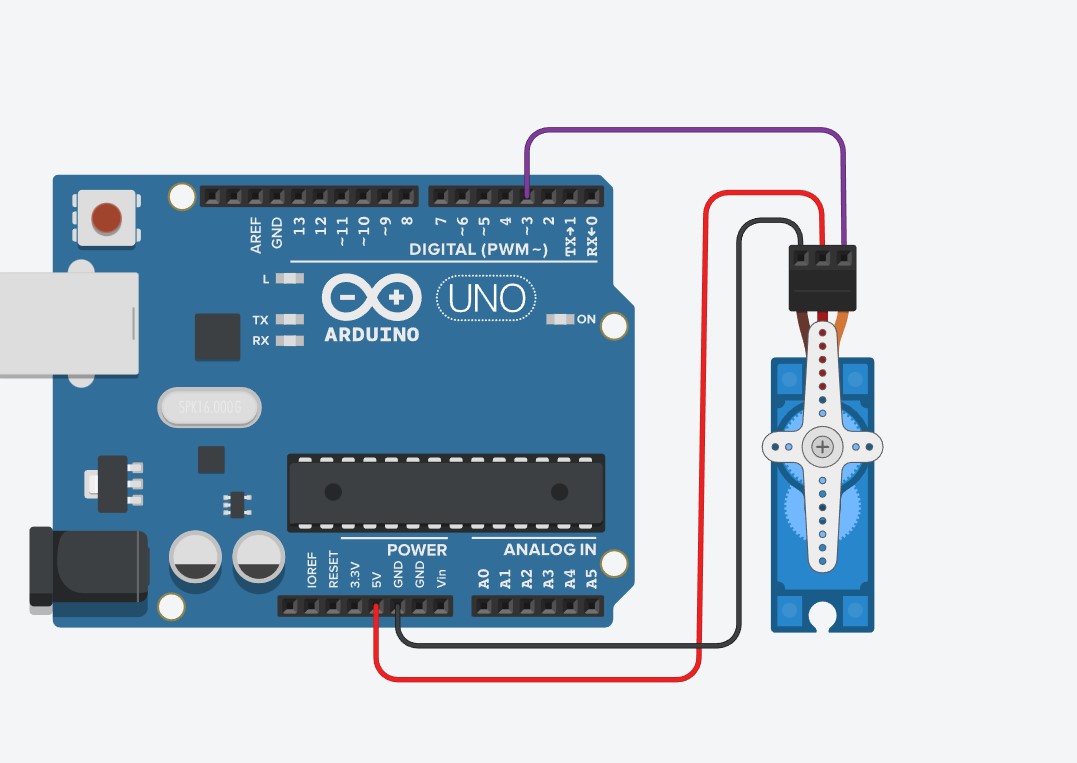 AREF
GND
13
12
~11
~10
~9
8
7
~6
~5
4
~3
2
TX→1
RX←0
DIGITAL (PWM~)
L
TX
RX
ARDUINO
UNO
ON
SPK16.000G
POWER
ANALOG IN
IOREF
RESET
3.3V
5V
GND
GND
Vin
A0
A1
A2
A3
A4
A5